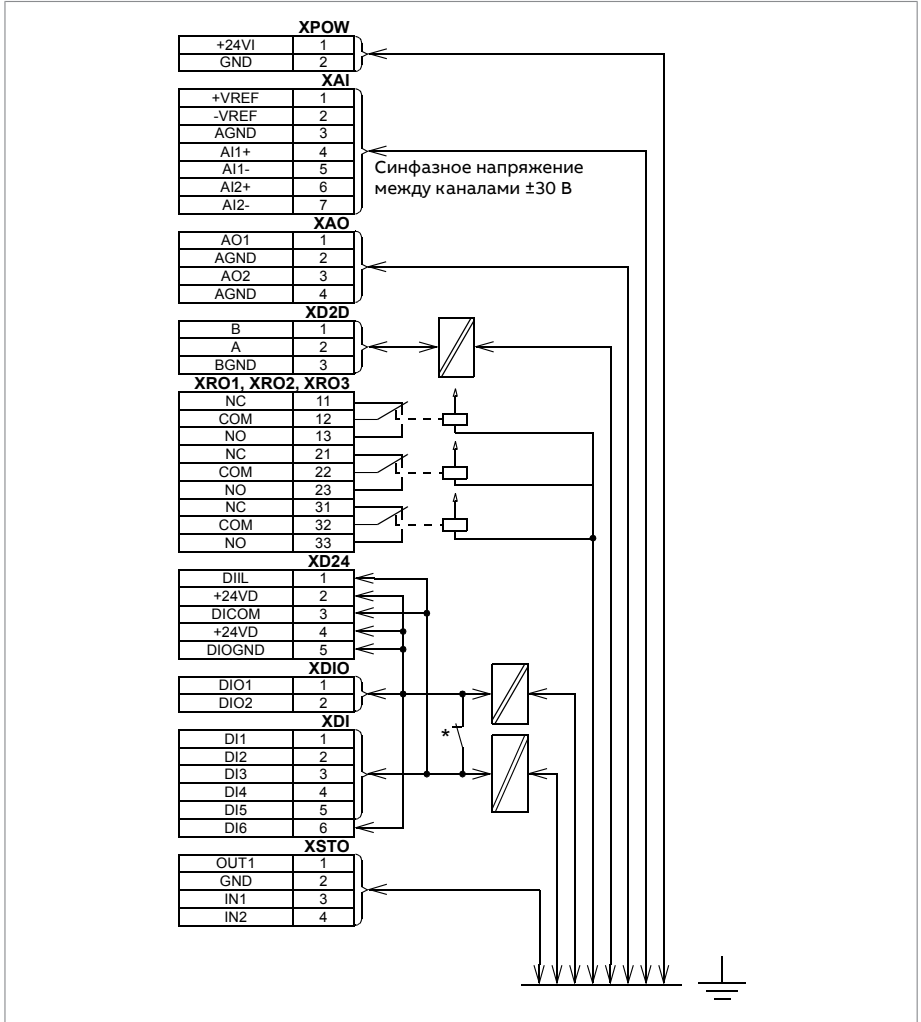 XPOW
+24VI 1
GND 2
XAI
+VREF 1
-VREF 2
AGND 3
AI1+ 4
AI1- 5
AI2+ 6
AI2- 7
Синфазное напряжение
между каналами ±30 В
XAO
AO1 1
AGND 2
AO2 3
AGND 4
XD2D
B 1
A 2
BGND 3
XRO1, XRO2, XRO3
NC 11
COM 12
NO 13
NC 21
COM 22
NO 23
NC 31
COM 32
NO 33
XD24
DIIL 1
+24VD 2
DICOM 3
+24VD 4
DIOGND 5
XDIO
DIO1 1
DIO2 2
XDI
DI1 1
DI2 2
DI3 3
DI4 4
DI5 5
DI6 6
*
XSTO
OUT1 1
GND 2
IN1 3
IN2 4